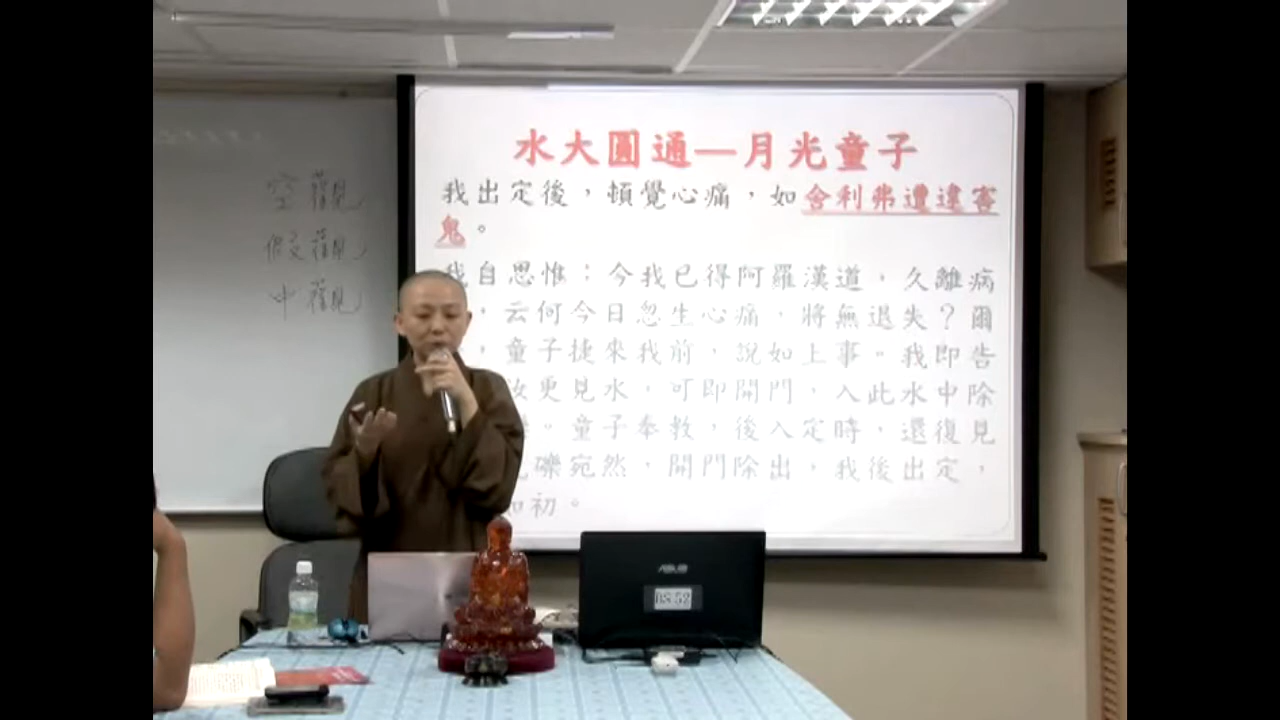 空觀
假觀
中觀
水大圓通—月光童子
我出定後，頓覺心痛，如舍利弗遭違害
鬼。
我自思惟：今我已得阿羅漢道，久離病
，云何今日忽生心痛，將無退失？爾
，童子捷來我前，說如上事。我即告
汝更見水，可即開門，入此水中除
。童子奉教，後入定時，還復見
礫宛然，開門除出，我後出定，
如初。
ASUS
BS-52